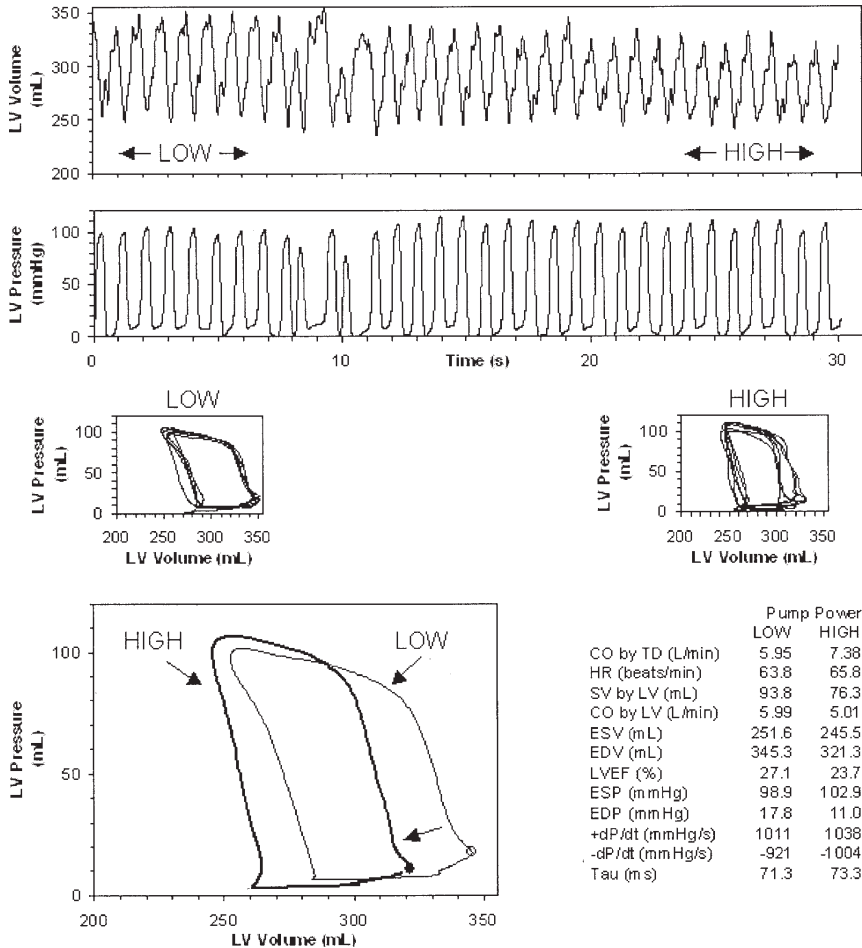 350
300
250
200
LV Volume
(mL)
LOW
HIGH
100
50
0
LV Pressure
(mmHg)
0
10
20
30
Time (s)
LOW
100
50
0
LV Pressure
(mL)
200
250
300
350
LV Volume (mL)
HIGH
100
50
0
LV Pressure
(mL)
200
250
300
350
LV Volume (mL)
100
50
0
LV Pressure
(mL)
HIGH
LOW
200
250
300
350
LV Volume (mL)
Pump Power
LOW HIGH
CO by TD (L/min) 5.95 7.38
HR (beats/min) 63.8 65.8
SV by LV (mL) 93.8 76.3
CO by LV (L/min) 5.99 5.01
ESV (mL) 251.6 245.5
EDV (mL) 345.3 321.3
LVEF (%) 27.1 23.7
ESP (mmHg) 98.9 102.9
EDP (mmHg) 17.8 11.0
+dP/dt (mmHg/s) 1011 1038
-dP/dt (mmHg/s) -921 -1004
Tau (ms) 71.3 73.3